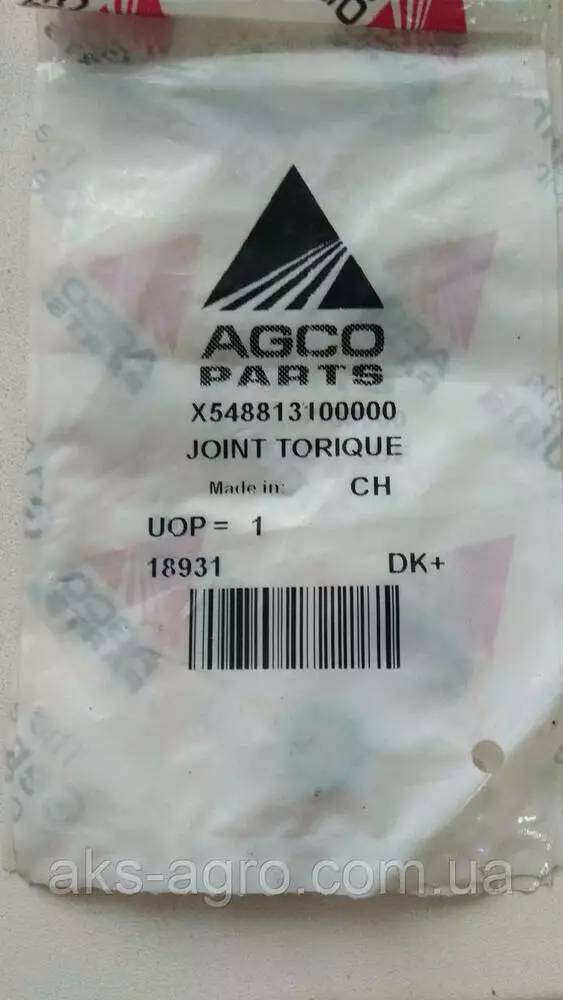 AGCO
PARTS
X548813100000
JOINT TORIQUE
Made in: CH
UOP = 1
18931 DK+
aks-agro.com.ua